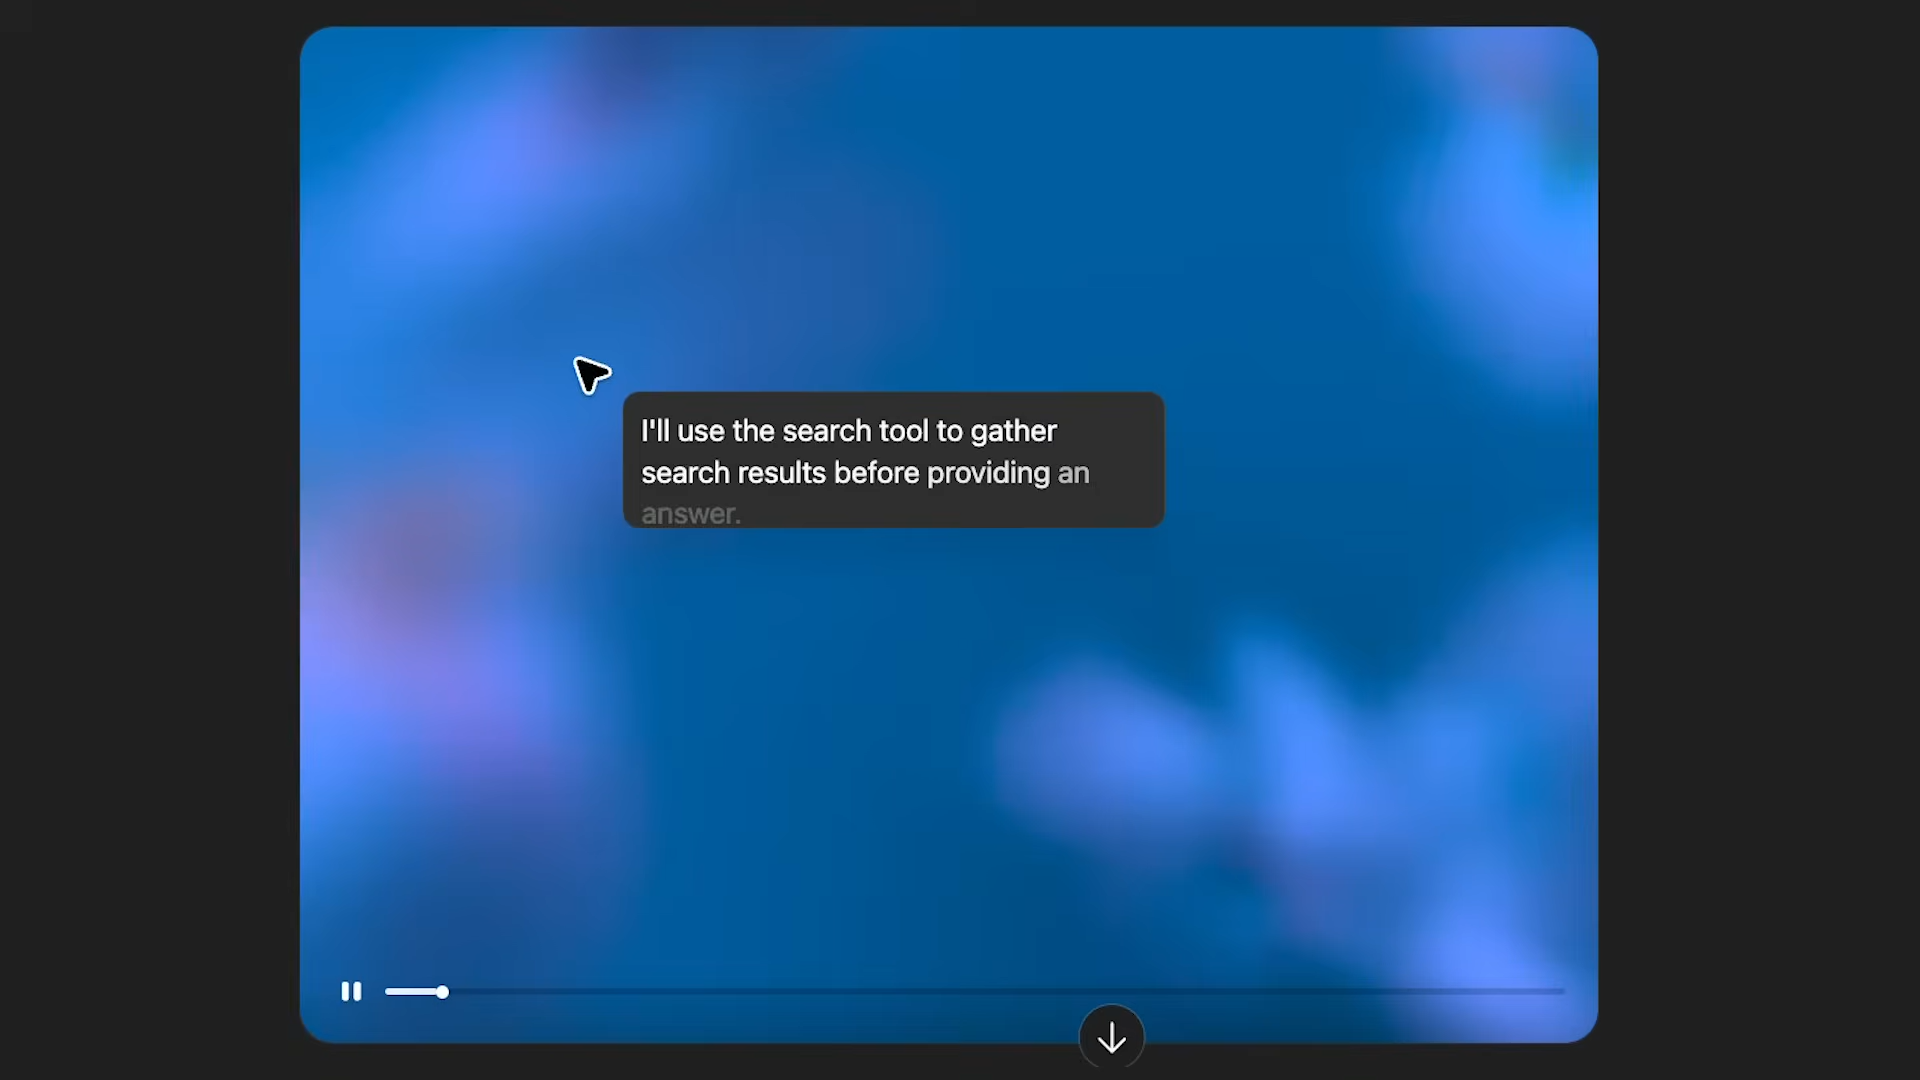 I'll use the search tool to gather
search results before providing an
answer.